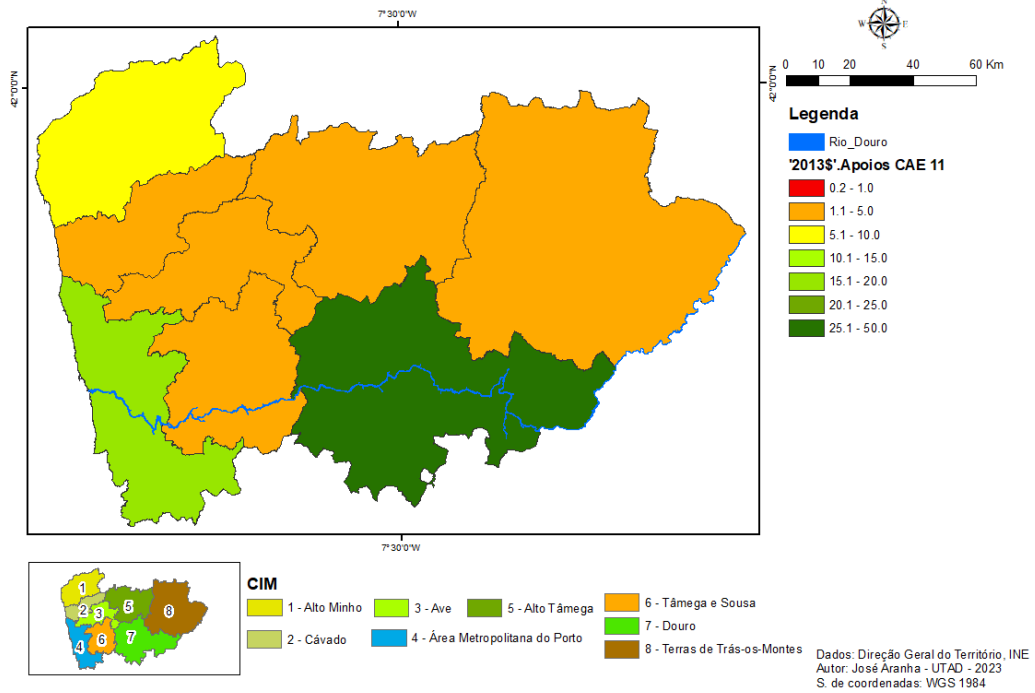 7°30'0"W
N
W E
S
42°0'0"N
42°0'0"N
0 10 20 40 60 Km
Legenda
Rio_Douro
'2013$'.Apoios CAE 11
0.2 - 1.0
1.1 - 5.0
5.1 - 10.0
10.1 - 15.0
15.1 - 20.0
20.1 - 25.0
25.1 - 50.0
7°30'0"W
1
2
3
4
5
6
7
8
CIM
1 - Alto Minho
3 - Ave
5 - Alto Tâmega
6 - Tâmega e Sousa
2 - Cávado
4 - Área Metropolitana do Porto
7 - Douro
8 - Terras de Trás-os-Montes
Dados: Direção Geral do Território, INE
Autor: José Aranha - UTAD - 2023
S. de coordenadas: WGS 1984